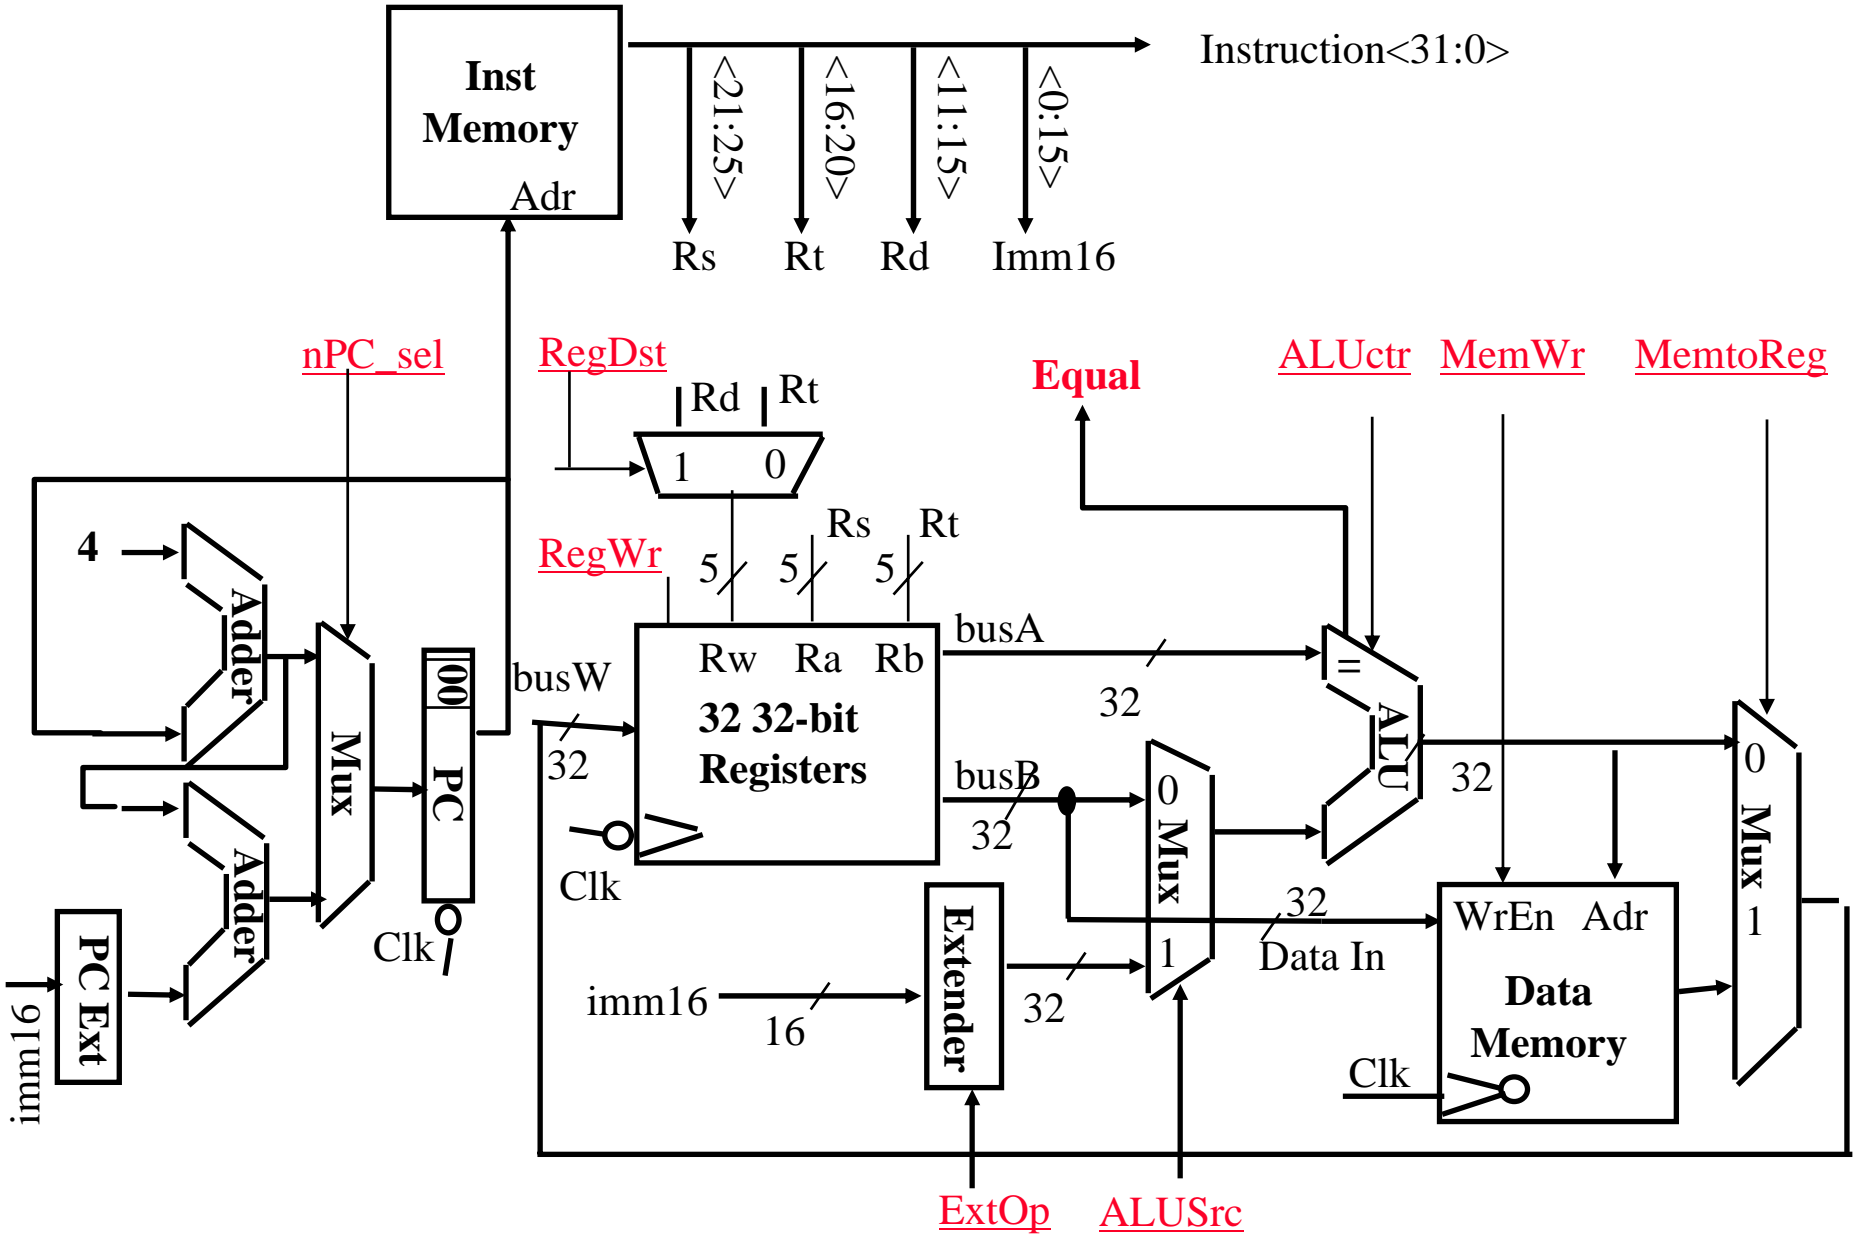 Inst
Memory
Adr
Instruction<31:0>
<21:25>
<16:20>
<11:15>
<0:15>
Rs
Rt
Rd
Imm16
nPC_sel
RegDst
Equal
ALUctr
MemWr
MemtoReg
Rd
Rt
1
0
4
Adder
RegWr
5
5
Rs
5
Rt
busW
32
Rw
Ra
Rb
32 32-bit
Registers
Clk
busA
32
busB
32
=
ALU
32
00
PC
Clk
Mux
Adder
PC Ext
imm16
0
Mux
1
Extender
imm16
16
32
32
Data In
WrEn
Adr
Data
Memory
Clk
0
Mux
1
ExtOp
ALUSrc